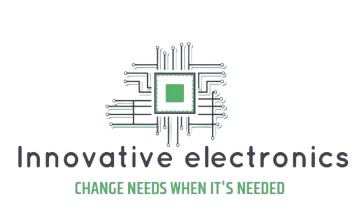 Innovative electronics
CHANGE NEEDS WHEN IT'S NEEDED